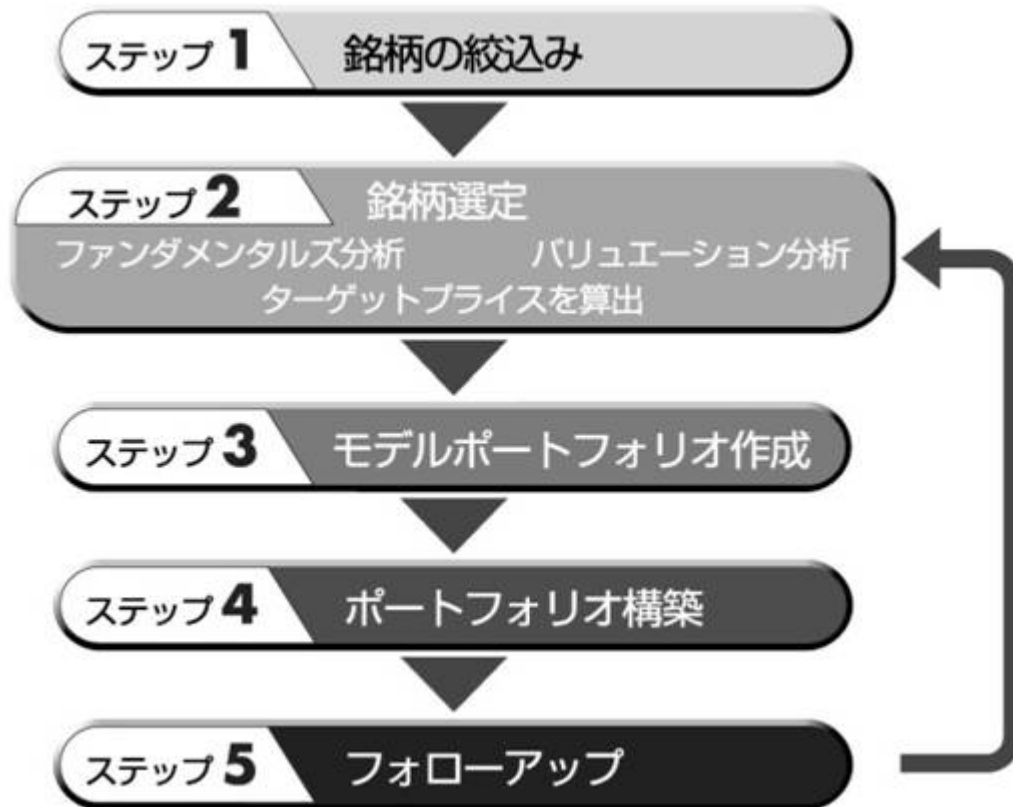 ステップ 1 銘柄の絞込み
ステップ 2 銘柄選定
ファンダメンタルズ分析 バリュエーション分析
ターゲットプライスを算出
ステップ 3 モデルポートフォリオ作成
ステップ 4 ポートフォリオ構築
ステップ 5 フォローアップ